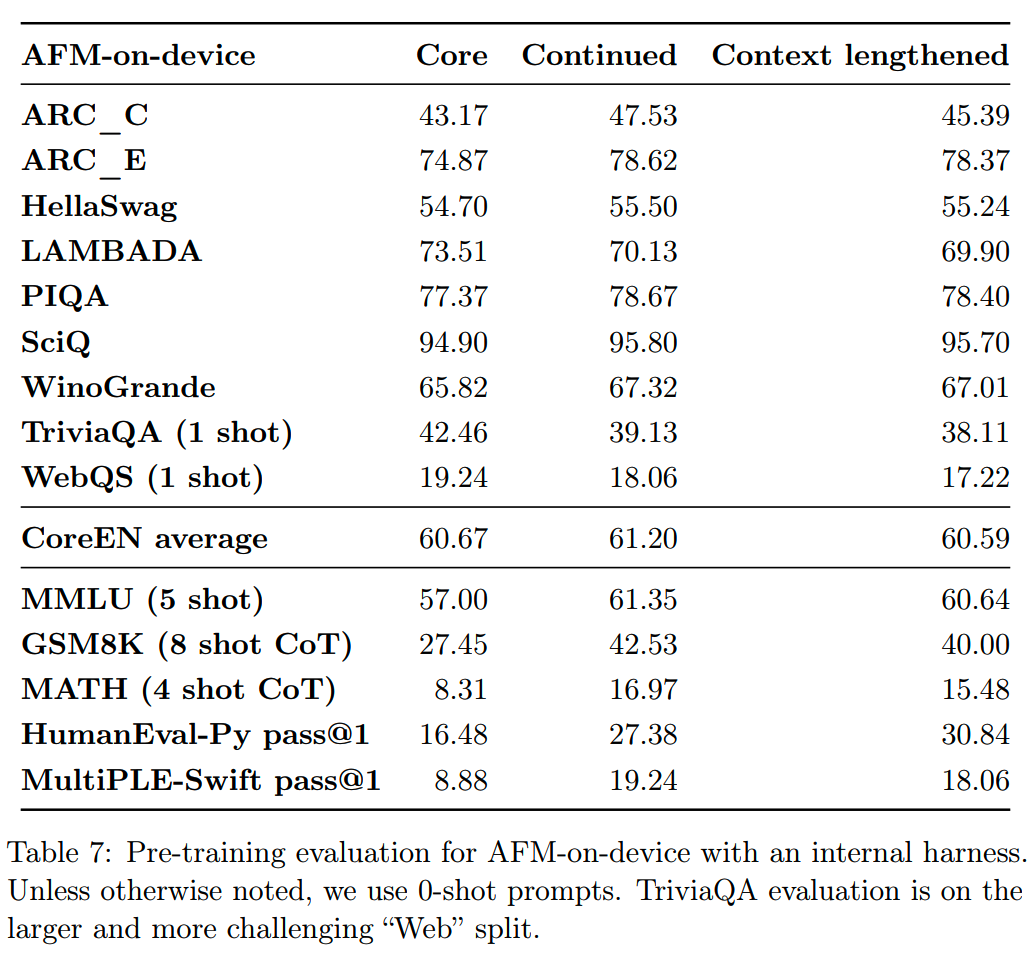 AFM-on-device Core Continued Context lengthened
ARC_C 43.17 47.53 45.39
ARC_E 74.87 78.62 78.37
HellaSwag 54.70 55.50 55.24
LAMBADA 73.51 70.13 69.90
PIQA 77.37 78.67 78.40
SciQ 94.90 95.80 95.70
WinoGrande 65.82 67.32 67.01
TriviaQA (1 shot) 42.46 39.13 38.11
WebQS (1 shot) 19.24 18.06 17.22
CoreEN average 60.67 61.20 60.59
MMLU (5 shot) 57.00 61.35 60.64
GSM8K (8 shot CoT) 27.45 42.53 40.00
MATH (4 shot CoT) 8.31 16.97 15.48
HumanEval-Py pass@1 16.48 27.38 30.84
MultiPLE-Swift pass@1 8.88 19.24 18.06
Table 7: Pre-training evaluation for AFM-on-device with an internal harness.
Unless otherwise noted, we use 0-shot prompts. TriviaQA evaluation is on the
larger and more challenging “Web” split.